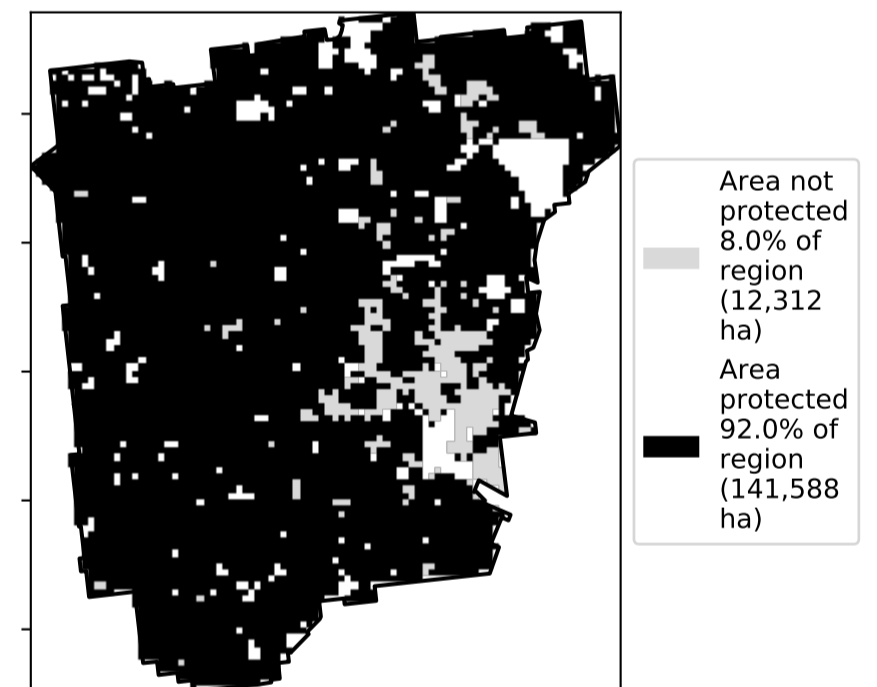 Area not
protected
8.0% of
region
(12,312
ha)
Area
protected
92.0% of
region
(141,588
ha)